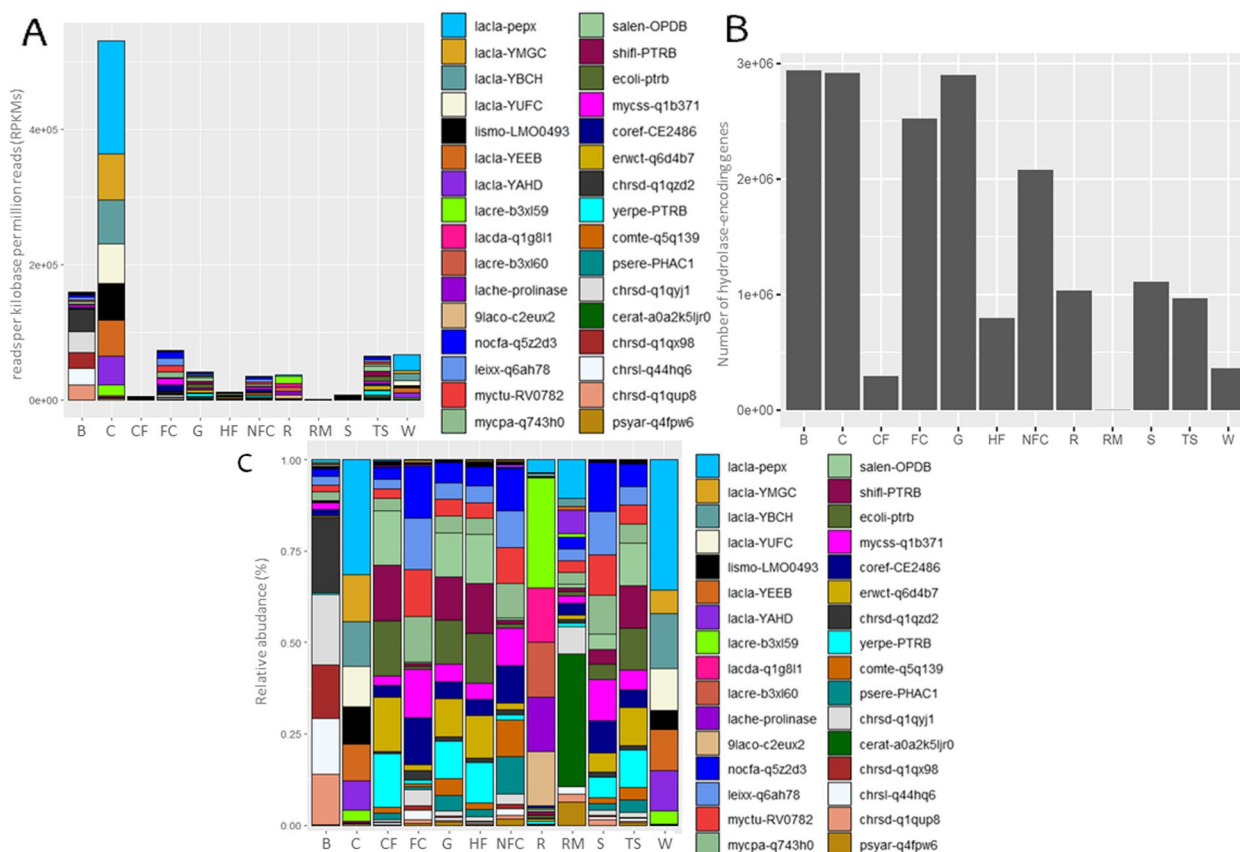 A
reads per kilobase per million reads (RPKMs)
4e+05
2e+05
0e+00
B C CF FC G HF NFC R RM S TS W
lacla-pepx
lacla-YMGC
lacla-YBCH
lacla-YUFC
lismo-LMO0493
lacla-YEEB
lacla-YAHD
lacre-b3xl59
lacda-q1g8l1
lacre-b3xl60
lache-prolinase
9laco-c2eux2
nocfa-q5z2d3
leixx-q6ah78
myctu-RV0782
mycpa-q743h0
salen-OPDB
shifl-PTRB
ecoli-ptrb
mycss-q1b371
coref-CE2486
erwct-q6d4b7
chrsd-q1qzd2
yerpe-PTRB
comte-q5q139
psere-PHAC1
chrsd-q1qyj1
cerat-a0a2k5ljr0
chrsd-q1qx98
chrsl-q44hq6
chrsd-q1qup8
psyar-q4fpw6
B
Number of hydrolase-encoding genes
3e+06
2e+06
1e+06
0e+00
B C CF FC G HF NFC R RM S TS W
C
Relative abudance (%)
1.00
0.75
0.50
0.25
0.00
B C CF FC G HF NFC R RM S TS W
lacla-pepx
lacla-YMGC
lacla-YBCH
lacla-YUFC
lismo-LMO0493
lacla-YEEB
lacla-YAHD
lacre-b3xl59
lacda-q1g8l1
lacre-b3xl60
lache-prolinase
9laco-c2eux2
nocfa-q5z2d3
leixx-q6ah78
myctu-RV0782
mycpa-q743h0
salen-OPDB
shifl-PTRB
ecoli-ptrb
mycss-q1b371
coref-CE2486
erwct-q6d4b7
chrsd-q1qzd2
yerpe-PTRB
comte-q5q139
psere-PHAC1
chrsd-q1qyj1
cerat-a0a2k5ljr0
chrsd-q1qx98
chrsl-q44hq6
chrsd-q1qup8
psyar-q4fpw6